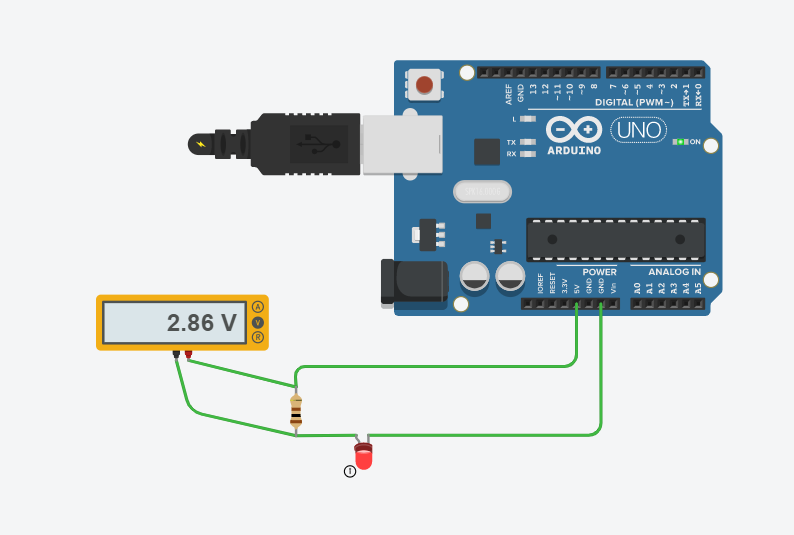 AREF
GND
13
12
~11
~10
~9
8
7
~6
~5
~4
~3
2
TX→1
RX←0
DIGITAL (PWM~)
L
TX
RX
UNO
ARDUINO
ON
POWER
ANALOG IN
IOREF
RESET
3.3V
5V
GND
GND
Vin
A0
A1
A2
A3
A4
A5
2.86 V
A
V
R